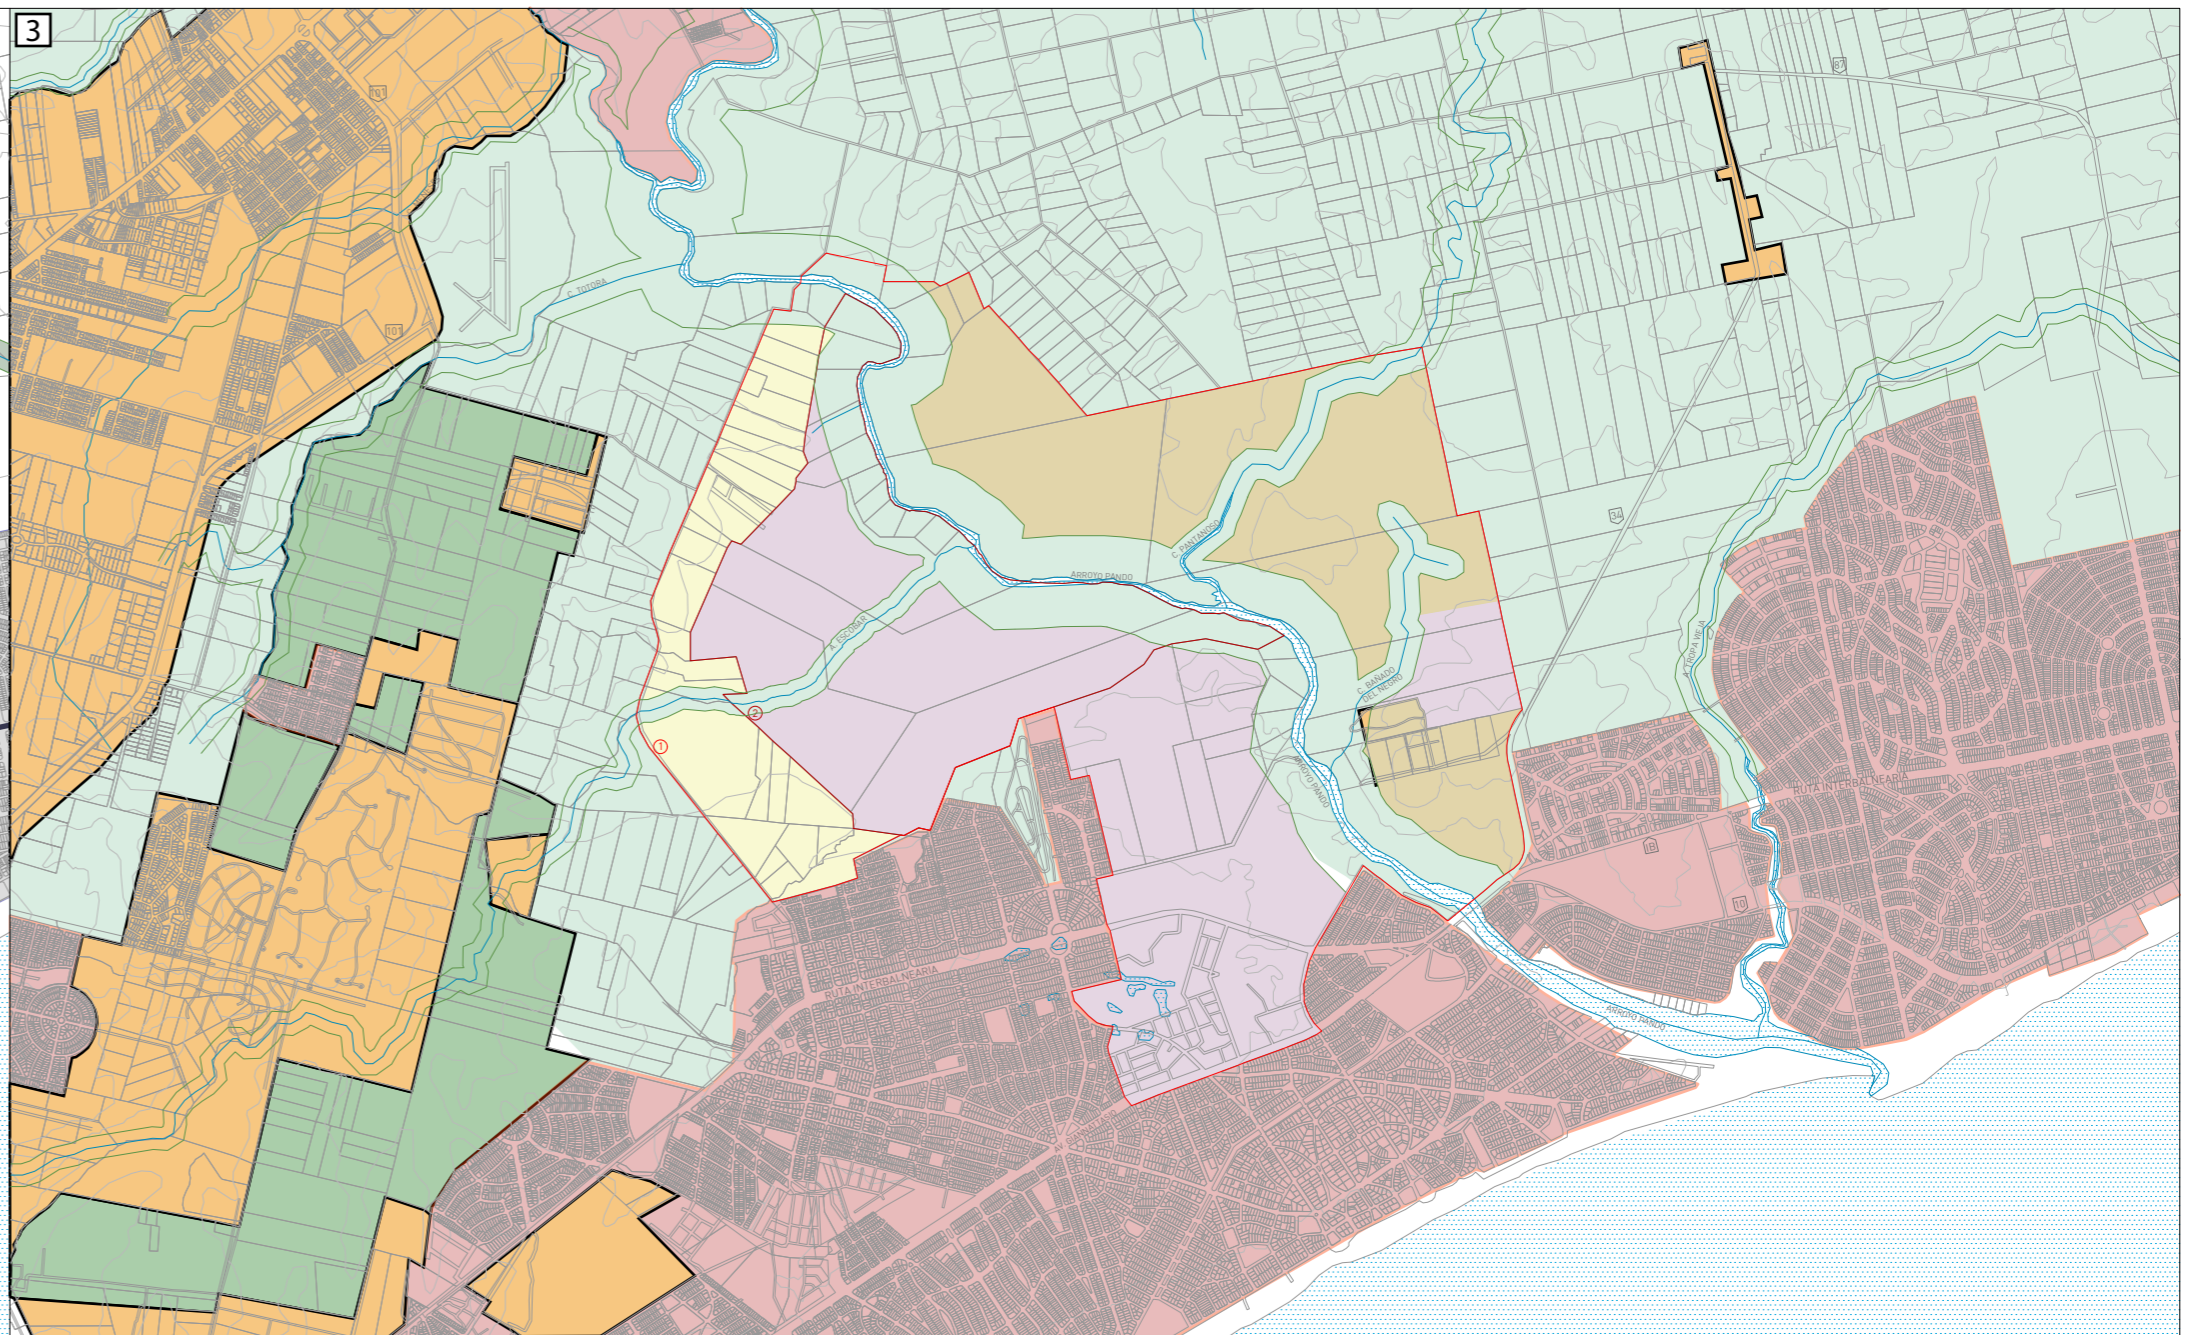 3
87
101
C. TOTORA
101
34
C. PANTANOSO
ARROYO PANDO
A. ESCOBAR
A. TROPA VIEJA
C. BAÑADO
DEL NEGRO
2
1
ARROYO PANDO
RUTA INTERBALNEARIA
10
RUTA INTERBALNEARIA
ARROYO PANDO